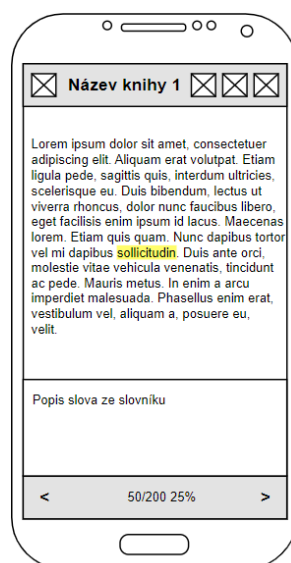 Název knihy 1
Lorem ipsum dolor sit amet, consectetuer
adipiscing elit. Aliquam erat volutpat. Etiam
ligula pede, sagittis quis, interdum ultricies,
scelerisque eu. Duis bibendum, lectus ut
viverra rhoncus, dolor nunc faucibus libero,
eget facilisis enim ipsum id lacus. Maecenas
lorem. Etiam quis quam. Nunc dapibus tortor
vel mi dapibus sollicitudin. Duis ante orci,
molestie vitae vehicula venenatis, tincidunt
ac pede. Mauris metus. In enim a arcu
imperdiet malesuada. Phasellus enim erat,
vestibulum vel, aliquam a, posuere eu,
velit.
Popis slova ze slovníku
< 50/200 25% >